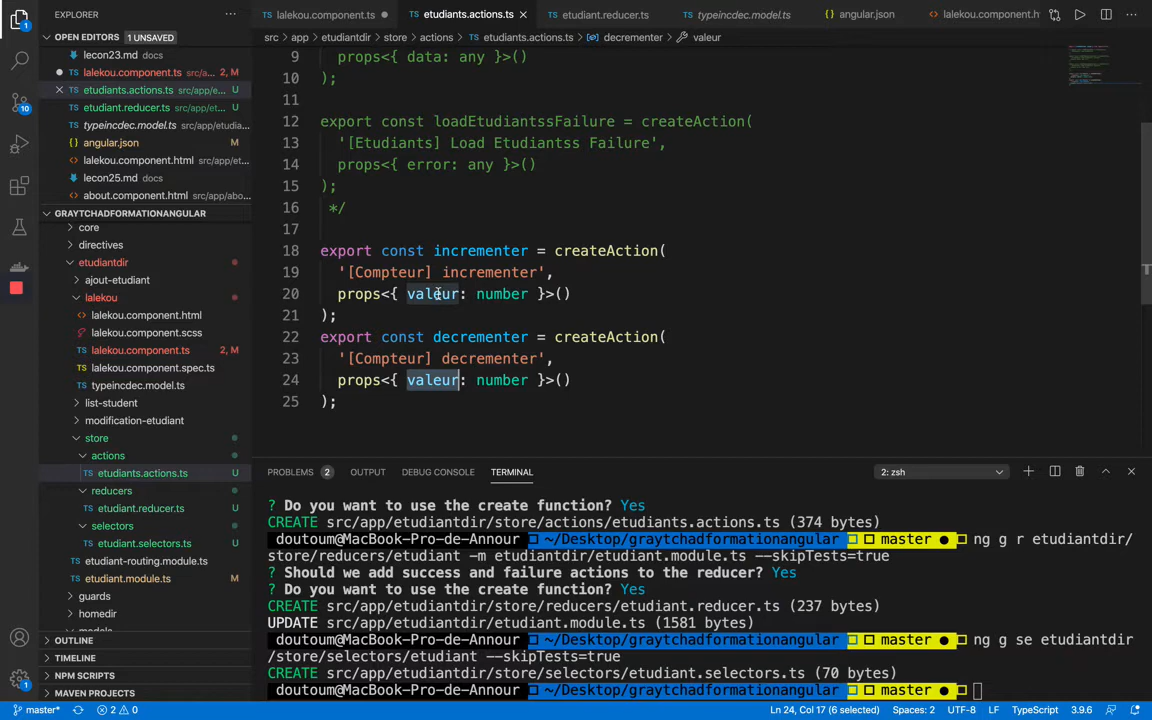 EXPLORER
lalekou.component.ts
etudiants.actions.ts
etudiant.reducer.ts
typeincdec.model.ts
angular.json
lalekou.component.h
OPEN EDITORS 1 UNSAVED
lecon23.md docs
lalekou.component.ts src/a... 2, M
etudiants.actions.ts src/app/e... U
etudiant.reducer.ts src/app/et... U
typeincdec.model.ts src/app/etudia...
angular.json M
lalekou.component.html src/app/et...
lecon25.md docs
about.component.html src/app/abo...
GRAYTCHADFORMATIONANGULAR
core
directives
etudiantdir
ajout-etudiant
lalekou
lalekou.component.html
lalekou.component.scss
lalekou.component.ts 2, M
lalekou.component.spec.ts
typeincdec.model.ts
list-student
modification-etudiant
store
actions
etudiants.actions.ts U
reducers
etudiant.reducer.ts U
selectors
etudiant.selectors.ts U
etudiant-routing.module.ts
etudiant.module.ts M
guards
homedir
OUTLINE
TIMELINE
NPM SCRIPTS
MAVEN PROJECTS
src > app > etudiantdir > store > actions > TS etudiants.actions.ts > decrementer > valeur
9 props<{ data: any }>()
10 );
11
12 export const loadEtudiantssFailure = createAction(
13 '[Etudiants] Load Etudiantss Failure',
14 props<{ error: any }>()
15 );
16 */
17
18 export const incrementer = createAction(
19 '[Compteur] incrementer',
20 props<{ valeur: number }>()
21 );
22 export const decrementer = createAction(
23 '[Compteur] decrementer',
24 props<{ valeur: number }>()
25 );
PROBLEMS 2 OUTPUT DEBUG CONSOLE TERMINAL 2: zsh
? Do you want to use the create function? Yes
CREATE src/app/etudiantdir/store/actions/etudiants.actions.ts (374 bytes)
doutoum@MacBook-Pro-de-Annour ~/Desktop/graytchadformationangular master ● ng g r etudiantdir/
store/reducers/etudiant -m etudiantdir/etudiant.module.ts --skipTests=true
? Should we add success and failure actions to the reducer? Yes
? Do you want to use the create function? Yes
CREATE src/app/etudiantdir/store/reducers/etudiant.reducer.ts (237 bytes)
UPDATE src/app/etudiantdir/etudiant.module.ts (1581 bytes)
doutoum@MacBook-Pro-de-Annour ~/Desktop/graytchadformationangular master ● ng g se etudiantdir
/store/selectors/etudiant --skipTests=true
CREATE src/app/etudiantdir/store/selectors/etudiant.selectors.ts (70 bytes)
doutoum@MacBook-Pro-de-Annour ~/Desktop/graytchadformationangular master ●
master* 2 0 Ln 24, Col 17 (6 selected) Spaces: 2 UTF-8 LF TypeScript 3.9.6